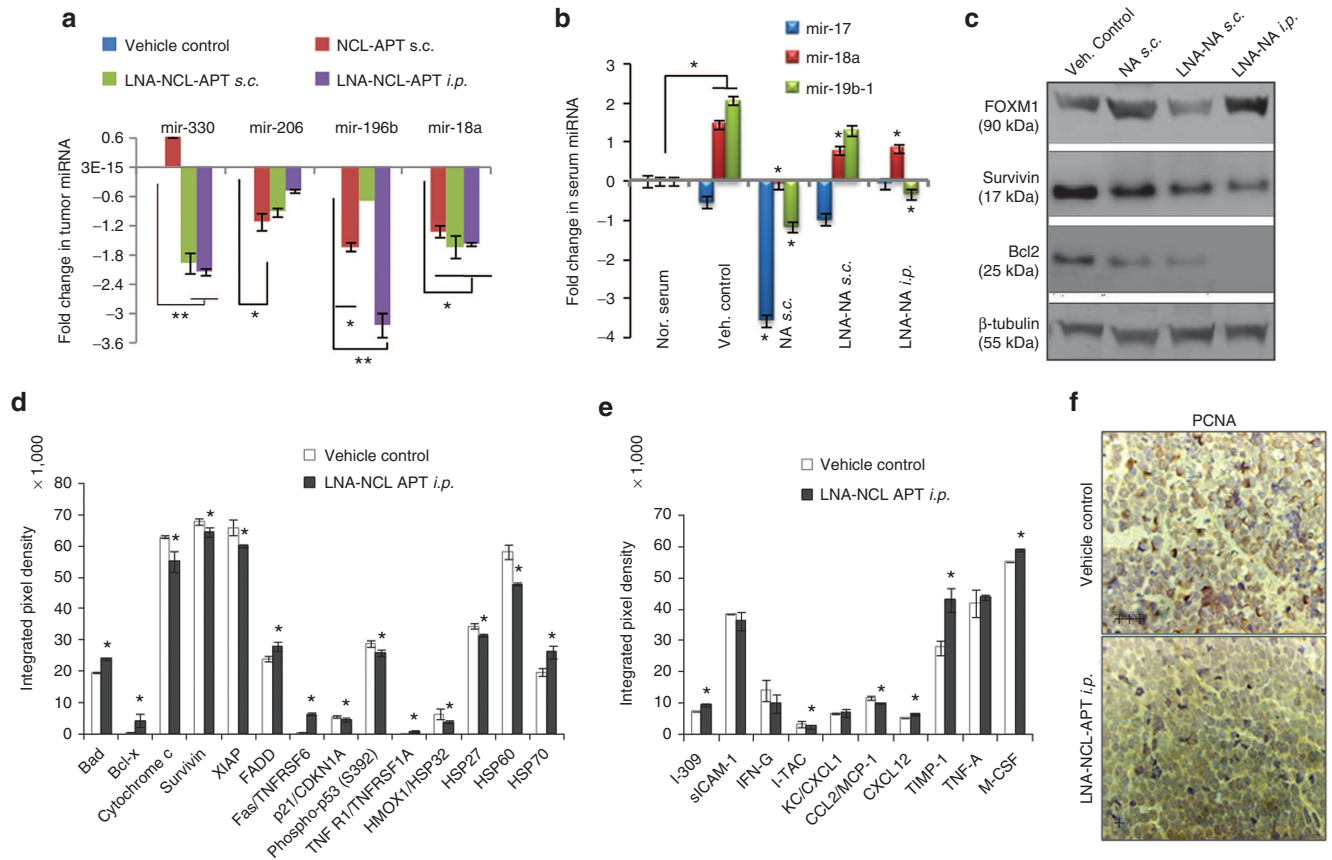 a
Vehicle control
NCL-APT s.c.
LNA-NCL-APT s.c.
LNA-NCL-APT i.p.
mir-330
mir-206
mir-196b
mir-18a
Fold change in tumor miRNA
0.6
3E-15
–0.6
–1.2
–1.8
–2.4
–3
–3.6
**
*
*
**
*
b
mir-17
mir-18a
mir-19b-1
Fold change in serum miRNA
3
2
1
0
–1
–2
–3
–4
*
*
*
*
*
*
*
Nor. serum
Veh. control
NA s.c.
LNA-NA s.c.
LNA-NA i.p.
c
Veh. Control
NA s.c.
LNA-NA s.c.
LNA-NA i.p.
FOXM1
(90 kDa)
Survivin
(17 kDa)
Bcl2
(25 kDa)
β-tubulin
(55 kDa)
d
× 1,000
Vehicle control
LNA-NCL APT i.p.
Integrated pixel density
80
70
60
50
40
30
20
10
0
* * * * * * * * * * * * * *
Bad
Bcl-x
Cytochrome c
Survivin
XIAP
FADD
Fas/TNFRSF6
p21/CDKN1A
Phospho-p53 (S392)
TNF R1/TNFRSF1A
HMOX1/HSP32
HSP27
HSP60
HSP70
e
× 1,000
Vehicle control
LNA-NCL APT i.p.
Integrated pixel density
70
60
50
40
30
20
10
0
* * * * * *
I-309
sICAM-1
IFN-G
I-TAC
KC/CXCL1
CCL2/MCP-1
CXCL12
TIMP-1
TNF-A
M-CSF
f
PCNA
Vehicle control
LNA-NCL-APT i.p.